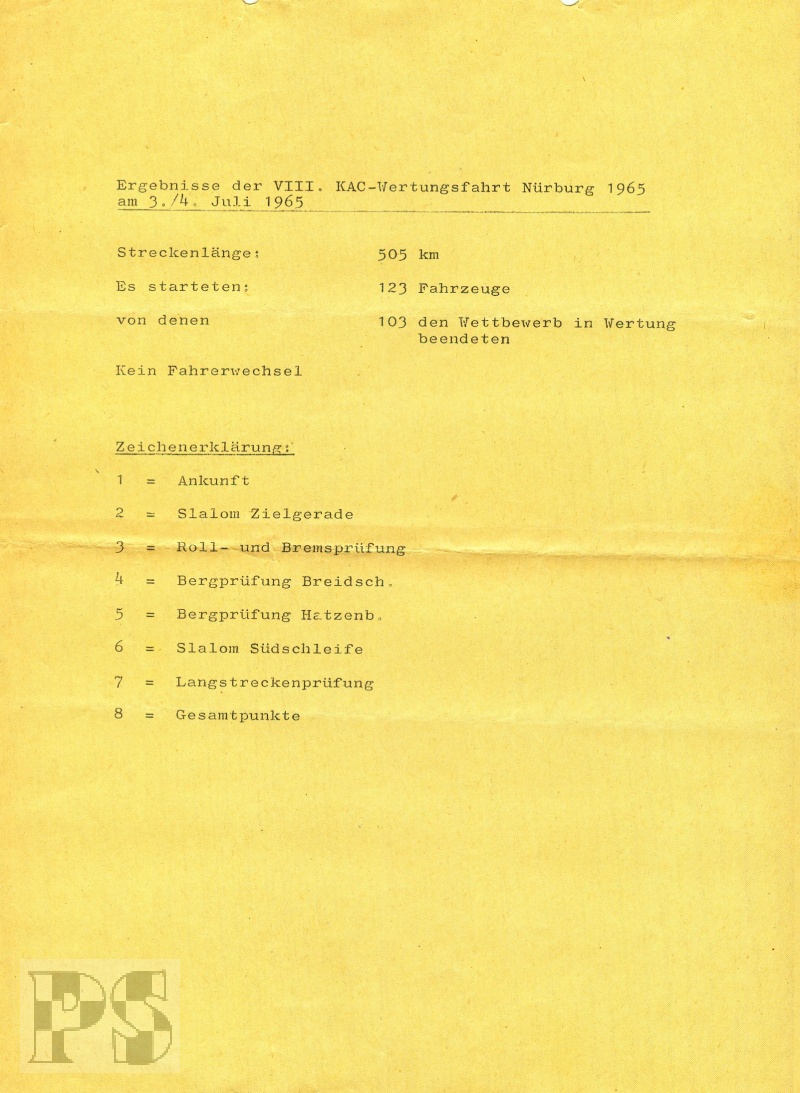 Ergebnisse der VIII. KAC-Wertungsfahrt Nürburg 1965
am 3./4. Juli 1965
Streckenlänge: 505 km
Es starteten: 123 Fahrzeuge
von denen 103 den Wettbewerb in Wertung
beendeten
Kein Fahrerwechsel
Zeichenerklärung:
1 = Ankunft
2 = Slalom Zielgerade
3 = Roll- und Bremsprüfung
4 = Bergprüfung Breidsch.
5 = Bergprüfung Hatzenb.
6 = Slalom Südschleife
7 = Langstreckenprüfung
8 = Gesamtpunkte
PS